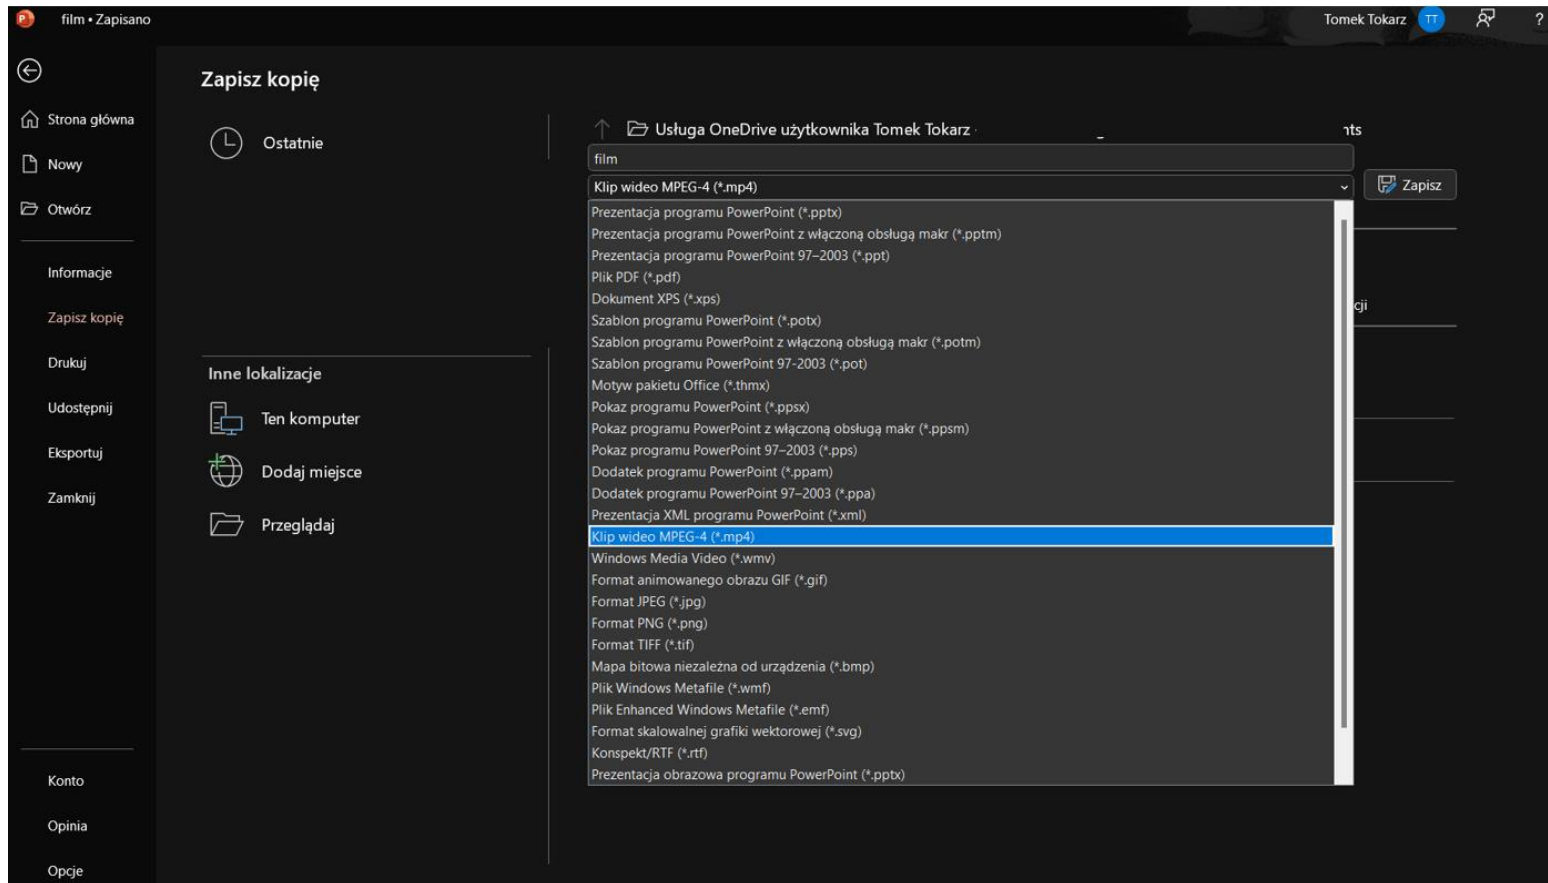 film • Zapisano
Tomek Tokarz TT ?
Strona główna
Nowy
Otwórz
Informacje
Zapisz kopię
Drukuj
Udostępnij
Eksportuj
Zamknij
Konto
Opinia
Opcje
Zapisz kopię
Ostatnie
Inne lokalizacje
Ten komputer
Dodaj miejsce
Przeglądaj
Usługa OneDrive użytkownika Tomek Tokarz
film
Klip wideo MPEG-4 (*.mp4)
Zapisz
Prezentacja programu PowerPoint (*.pptx)
Prezentacja programu PowerPoint z włączoną obsługą makr (*.pptm)
Prezentacja programu PowerPoint 97–2003 (*.ppt)
Plik PDF (*.pdf)
Dokument XPS (*.xps)
Szablon programu PowerPoint (*.potx)
Szablon programu PowerPoint z włączoną obsługą makr (*.potm)
Szablon programu PowerPoint 97-2003 (*.pot)
Motyw pakietu Office (*.thmx)
Pokaz programu PowerPoint (*.ppsx)
Pokaz programu PowerPoint z włączoną obsługą makr (*.ppsm)
Pokaz programu PowerPoint 97–2003 (*.pps)
Dodatek programu PowerPoint (*.ppam)
Dodatek programu PowerPoint 97–2003 (*.ppa)
Prezentacja XML programu PowerPoint (*.xml)
Klip wideo MPEG-4 (*.mp4)
Windows Media Video (*.wmv)
Format animowanego obrazu GIF (*.gif)
Format JPEG (*.jpg)
Format PNG (*.png)
Format TIFF (*.tif)
Mapa bitowa niezależna od urządzenia (*.bmp)
Plik Windows Metafile (*.wmf)
Plik Enhanced Windows Metafile (*.emf)
Format skalowalnej grafiki wektorowej (*.svg)
Konspekt/RTF (*.rtf)
Prezentacja obrazowa programu PowerPoint (*.pptx)